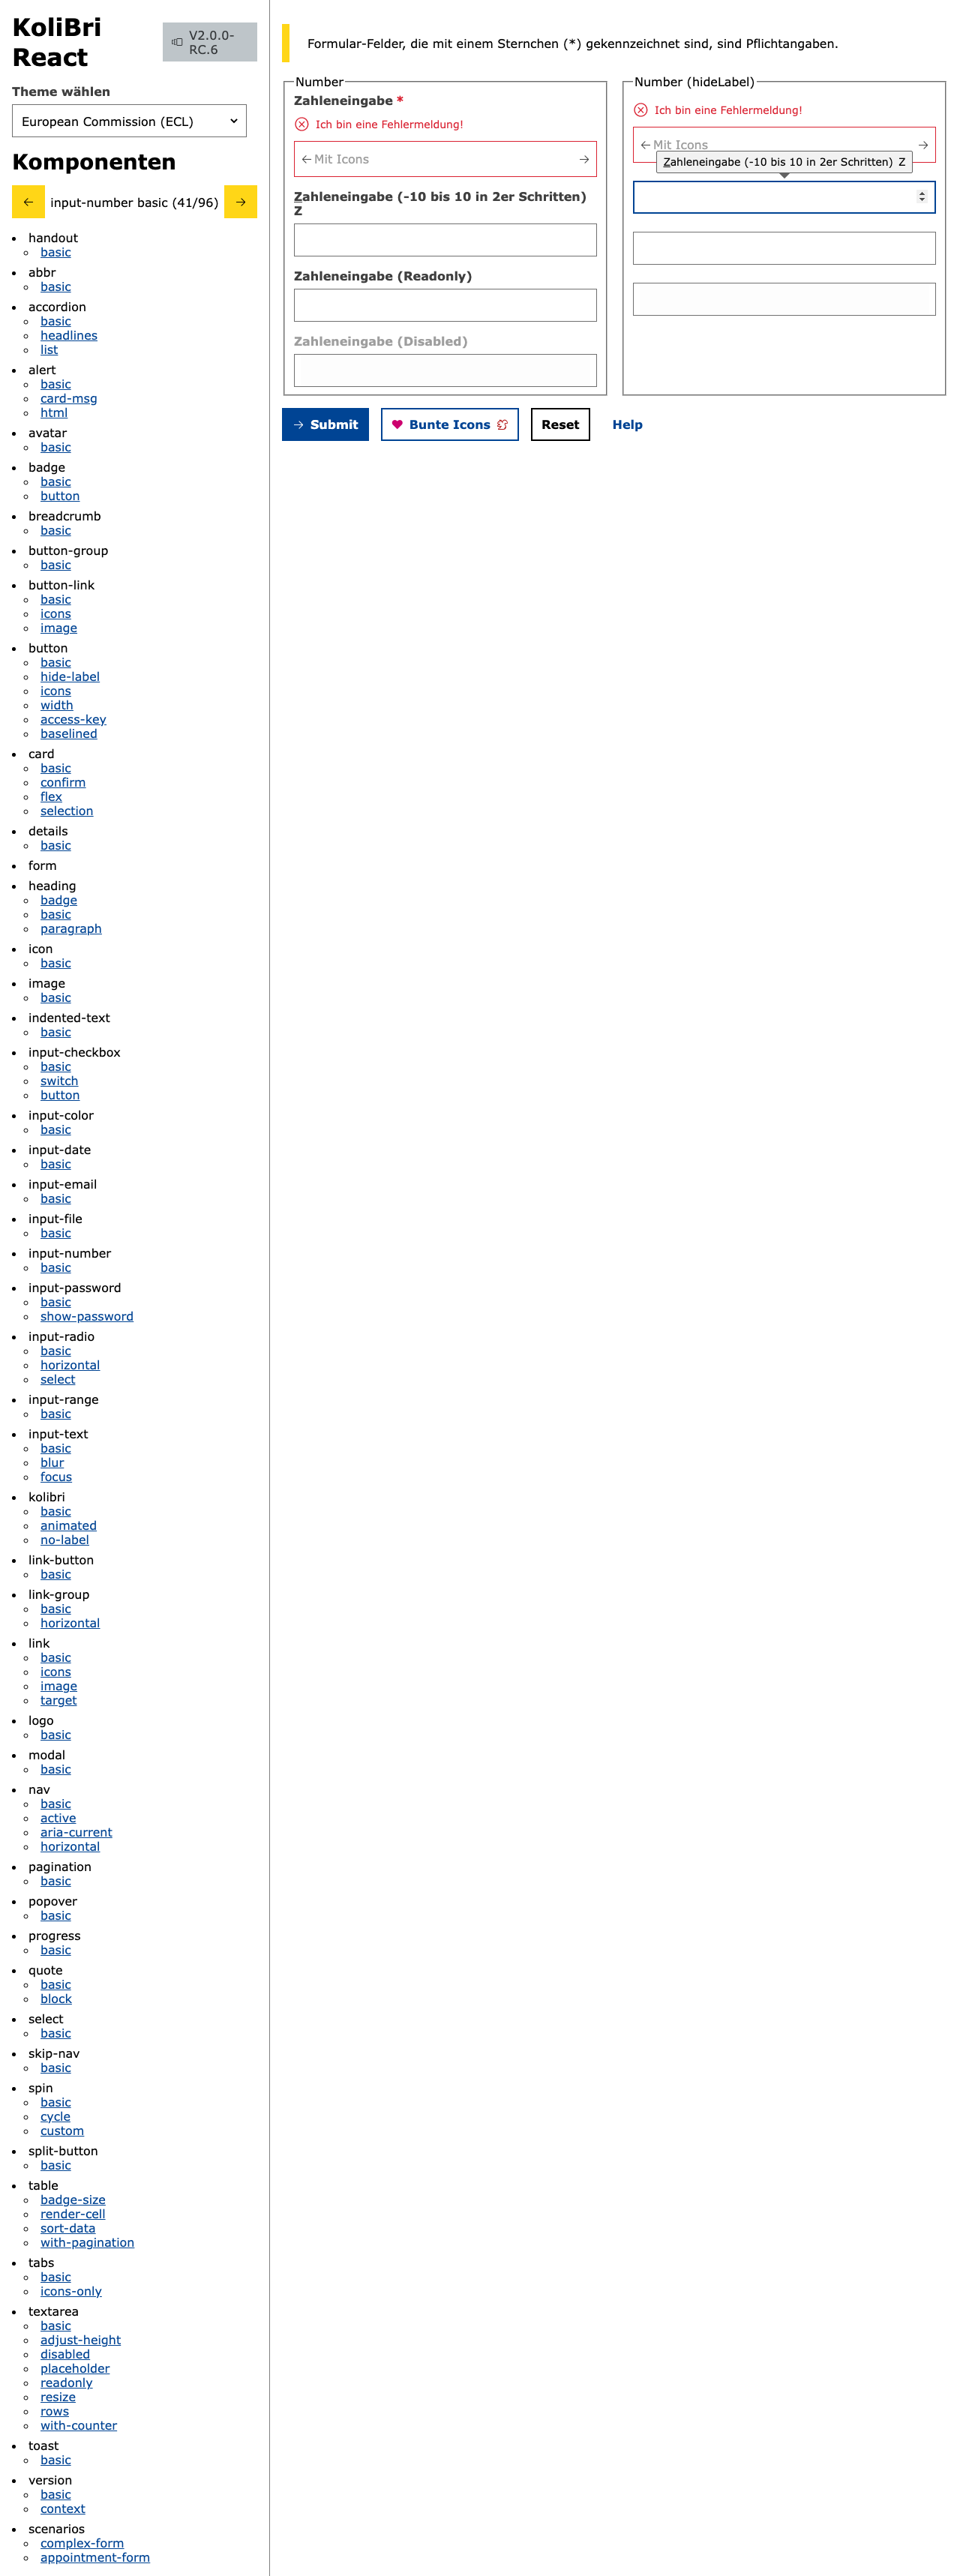 KoliBri
React
V2.0.0-
RC.6
Theme wählen
European Commission (ECL)
Komponenten
input-number basic (41/96)
handout
basic
abbr
basic
accordion
basic
headlines
list
alert
basic
card-msg
html
avatar
basic
badge
basic
button
breadcrumb
basic
button-group
basic
button-link
basic
icons
image
button
basic
hide-label
icons
width
access-key
baselined
card
basic
confirm
flex
selection
details
basic
form
heading
badge
basic
paragraph
icon
basic
image
basic
indented-text
basic
input-checkbox
basic
switch
button
input-color
basic
input-date
basic
input-email
basic
input-file
basic
input-number
basic
input-password
basic
show-password
input-radio
basic
horizontal
select
input-range
basic
input-text
basic
blur
focus
kolibri
basic
animated
no-label
link-button
basic
link-group
basic
horizontal
link
basic
icons
image
target
logo
basic
modal
basic
nav
basic
active
aria-current
horizontal
pagination
basic
popover
basic
progress
basic
quote
basic
block
select
basic
skip-nav
basic
spin
basic
cycle
custom
split-button
basic
table
badge-size
render-cell
sort-data
with-pagination
tabs
basic
icons-only
textarea
basic
adjust-height
disabled
placeholder
readonly
resize
rows
with-counter
toast
basic
version
basic
context
scenarios
complex-form
appointment-form
Formular-Felder, die mit einem Sternchen (*) gekennzeichnet sind, sind Pflichtangaben.
Number
Zahleneingabe *
Ich bin eine Fehlermeldung!
Mit Icons
Zahleneingabe (-10 bis 10 in 2er Schritten)
Z
Zahleneingabe (Readonly)
Zahleneingabe (Disabled)
Number (hideLabel)
Ich bin eine Fehlermeldung!
Mit Icons
Zahleneingabe (-10 bis 10 in 2er Schritten) Z
Submit
Bunte Icons
Reset
Help